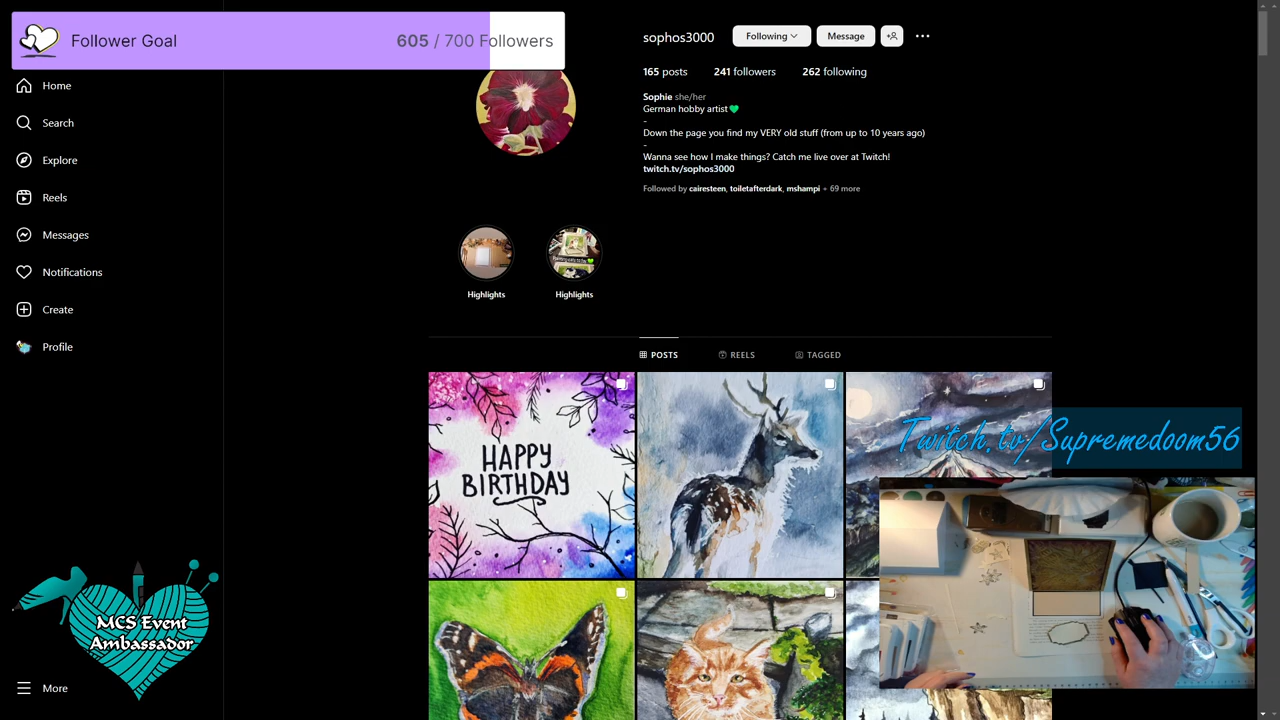 Follower Goal 605 / 700 Followers
Home
Search
Explore
Reels
Messages
Notifications
Create
Profile
More
MCS Event
Ambassador
sophos3000 Following Message
165 posts 241 followers 262 following
Sophie she/her
German hobby artist💚
-
Down the page you find my VERY old stuff (from up to 10 years ago)
-
Wanna see how I make things? Catch me live over at Twitch!
twitch.tv/sophos3000
Followed by cairesteen, toiletafterdark, mshampi + 69 more
Highlights Highlights
POSTS REELS TAGGED
HAPPY
BIRTHDAY
Twitch.tv/Supremedoom56